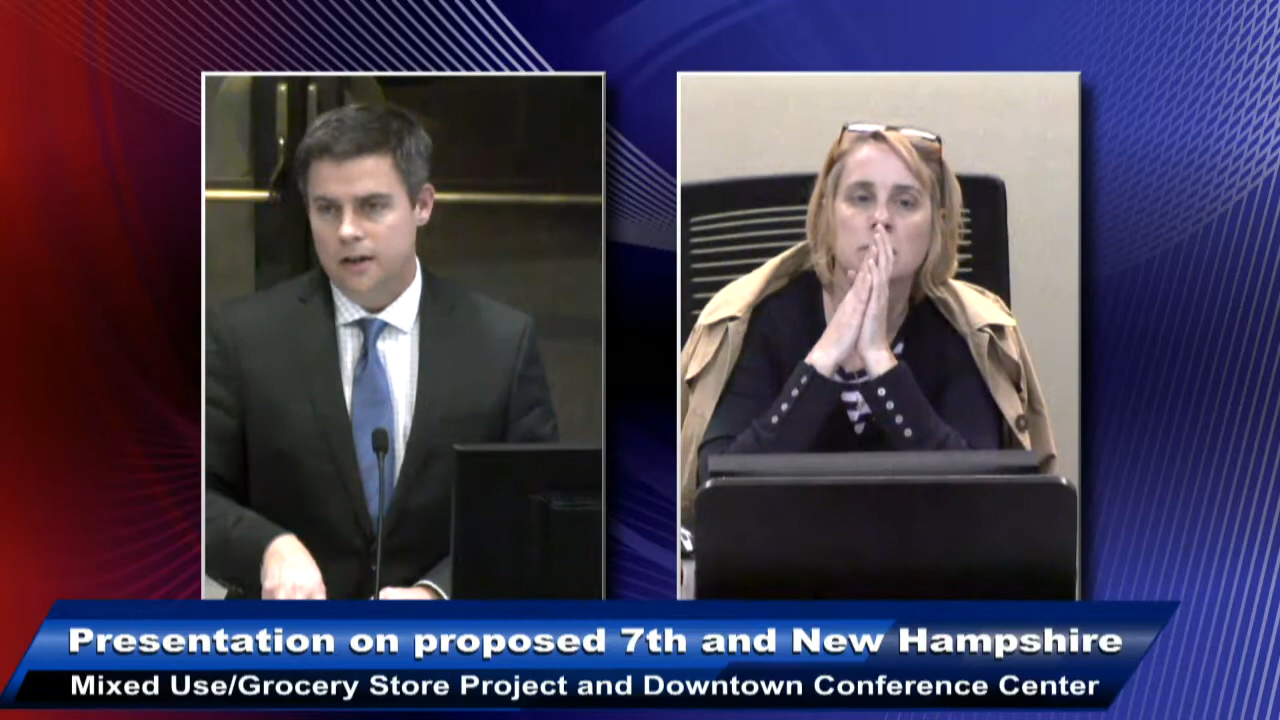 Presentation on proposed 7th and New Hampshire
Mixed Use/Grocery Store Project and Downtown Conference Center